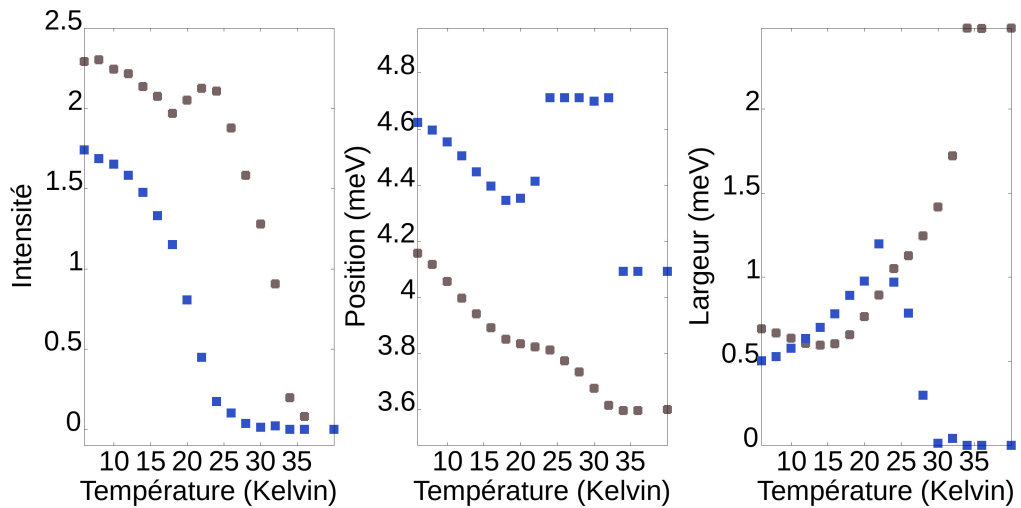 Intensité
2.5
2
1.5
1
0.5
0
10 15 20 25 30 35
Température (Kelvin)
Position (meV)
4.8
4.6
4.4
4.2
4
3.8
3.6
10 15 20 25 30 35
Température (Kelvin)
Largeur (meV)
2
1.5
1
0.5
0
10 15 20 25 30 35
Température (Kelvin)